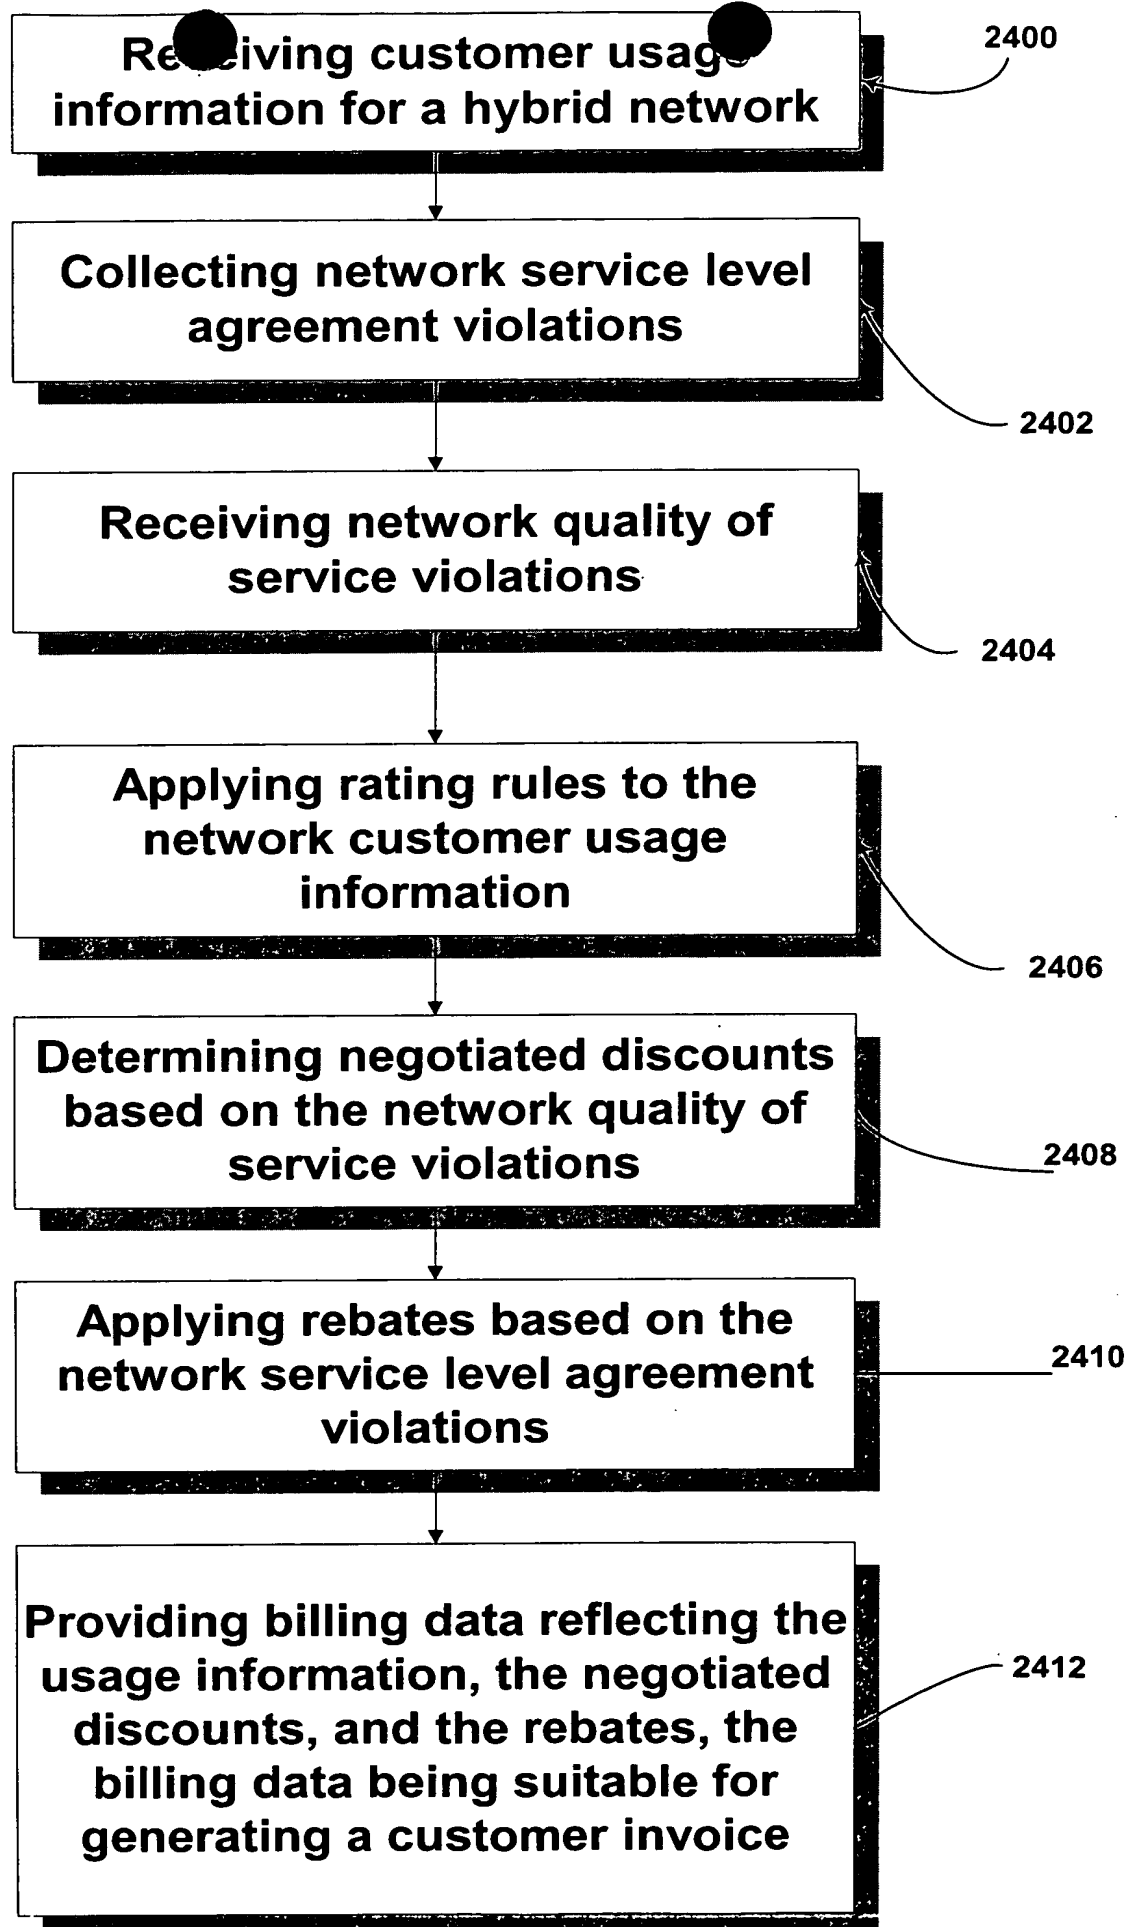 Receiving customer usage
information for a hybrid network
2400
Collecting network service level
agreement violations
2402
Receiving network quality of
service violations
2404
Applying rating rules to the
network customer usage
information
2406
Determining negotiated discounts
based on the network quality of
service violations
2408
Applying rebates based on the
network service level agreement
violations
2410
Providing billing data reflecting the
usage information, the negotiated
discounts, and the rebates, the
billing data being suitable for
generating a customer invoice
2412